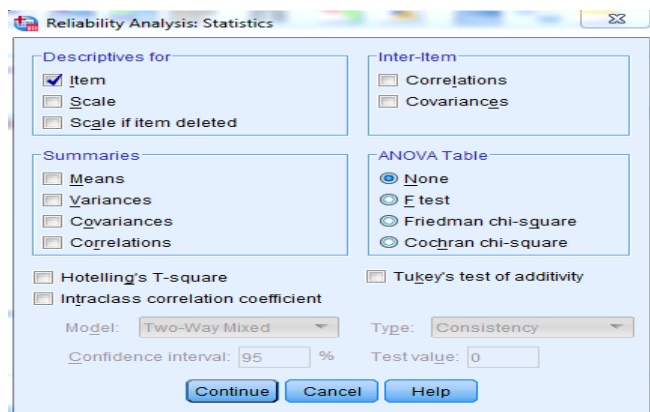 Reliability Analysis: Statistics
Descriptives for
Item
Scale
Scale if item deleted
Inter-Item
Correlations
Covariances
Summaries
Means
Variances
Covariances
Correlations
ANOVA Table
None
F test
Friedman chi-square
Cochran chi-square
Hotelling's T-square
Tukey's test of additivity
Intraclass correlation coefficient
Model: Two-Way Mixed
Type: Consistency
Confidence interval: 95 %
Test value: 0
Continue Cancel Help